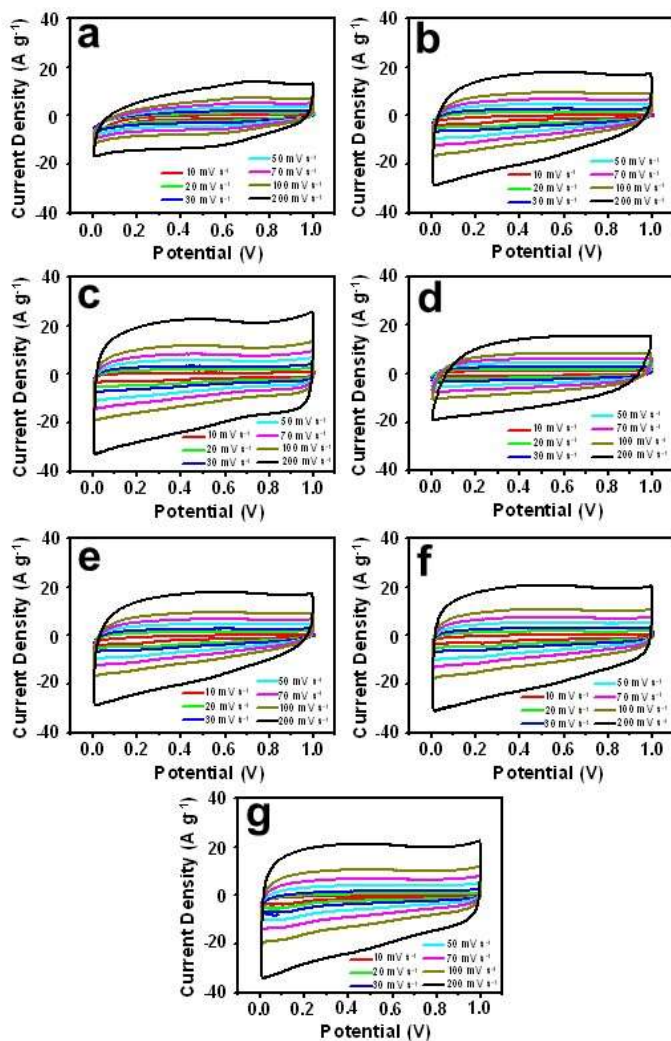 a
b
40
20
0
-20
-40
Current Density (A g⁻¹)
50 mV s⁻¹
10 mV s⁻¹
70 mV s⁻¹
20 mV s⁻¹
100 mV s⁻¹
30 mV s⁻¹
200 mV s⁻¹
0.0 0.2 0.4 0.6 0.8 1.0
Potential (V)
40
20
0
-20
-40
Current Density (A g⁻¹)
50 mV s⁻¹
10 mV s⁻¹
70 mV s⁻¹
20 mV s⁻¹
100 mV s⁻¹
30 mV s⁻¹
200 mV s⁻¹
0.0 0.2 0.4 0.6 0.8 1.0
Potential (V)
c
d
40
20
0
-20
-40
Current Density (A g⁻¹)
50 mV s⁻¹
10 mV s⁻¹
70 mV s⁻¹
20 mV s⁻¹
100 mV s⁻¹
30 mV s⁻¹
200 mV s⁻¹
0.0 0.2 0.4 0.6 0.8 1.0
Potential (V)
40
20
0
-20
-40
Current Density (A g⁻¹)
50 mV s⁻¹
10 mV s⁻¹
70 mV s⁻¹
20 mV s⁻¹
100 mV s⁻¹
30 mV s⁻¹
200 mV s⁻¹
0.0 0.2 0.4 0.6 0.8 1.0
Potential (V)
e
f
40
20
0
-20
-40
Current Density (A g⁻¹)
50 mV s⁻¹
10 mV s⁻¹
70 mV s⁻¹
20 mV s⁻¹
100 mV s⁻¹
30 mV s⁻¹
200 mV s⁻¹
0.0 0.2 0.4 0.6 0.8 1.0
Potential (V)
40
20
0
-20
-40
Current Density (A g⁻¹)
50 mV s⁻¹
10 mV s⁻¹
70 mV s⁻¹
20 mV s⁻¹
100 mV s⁻¹
30 mV s⁻¹
200 mV s⁻¹
0.0 0.2 0.4 0.6 0.8 1.0
Potential (V)
g
40
20
0
-20
-40
Current Density (A g⁻¹)
50 mV s⁻¹
10 mV s⁻¹
70 mV s⁻¹
20 mV s⁻¹
100 mV s⁻¹
30 mV s⁻¹
200 mV s⁻¹
0.0 0.2 0.4 0.6 0.8 1.0
Potential (V)